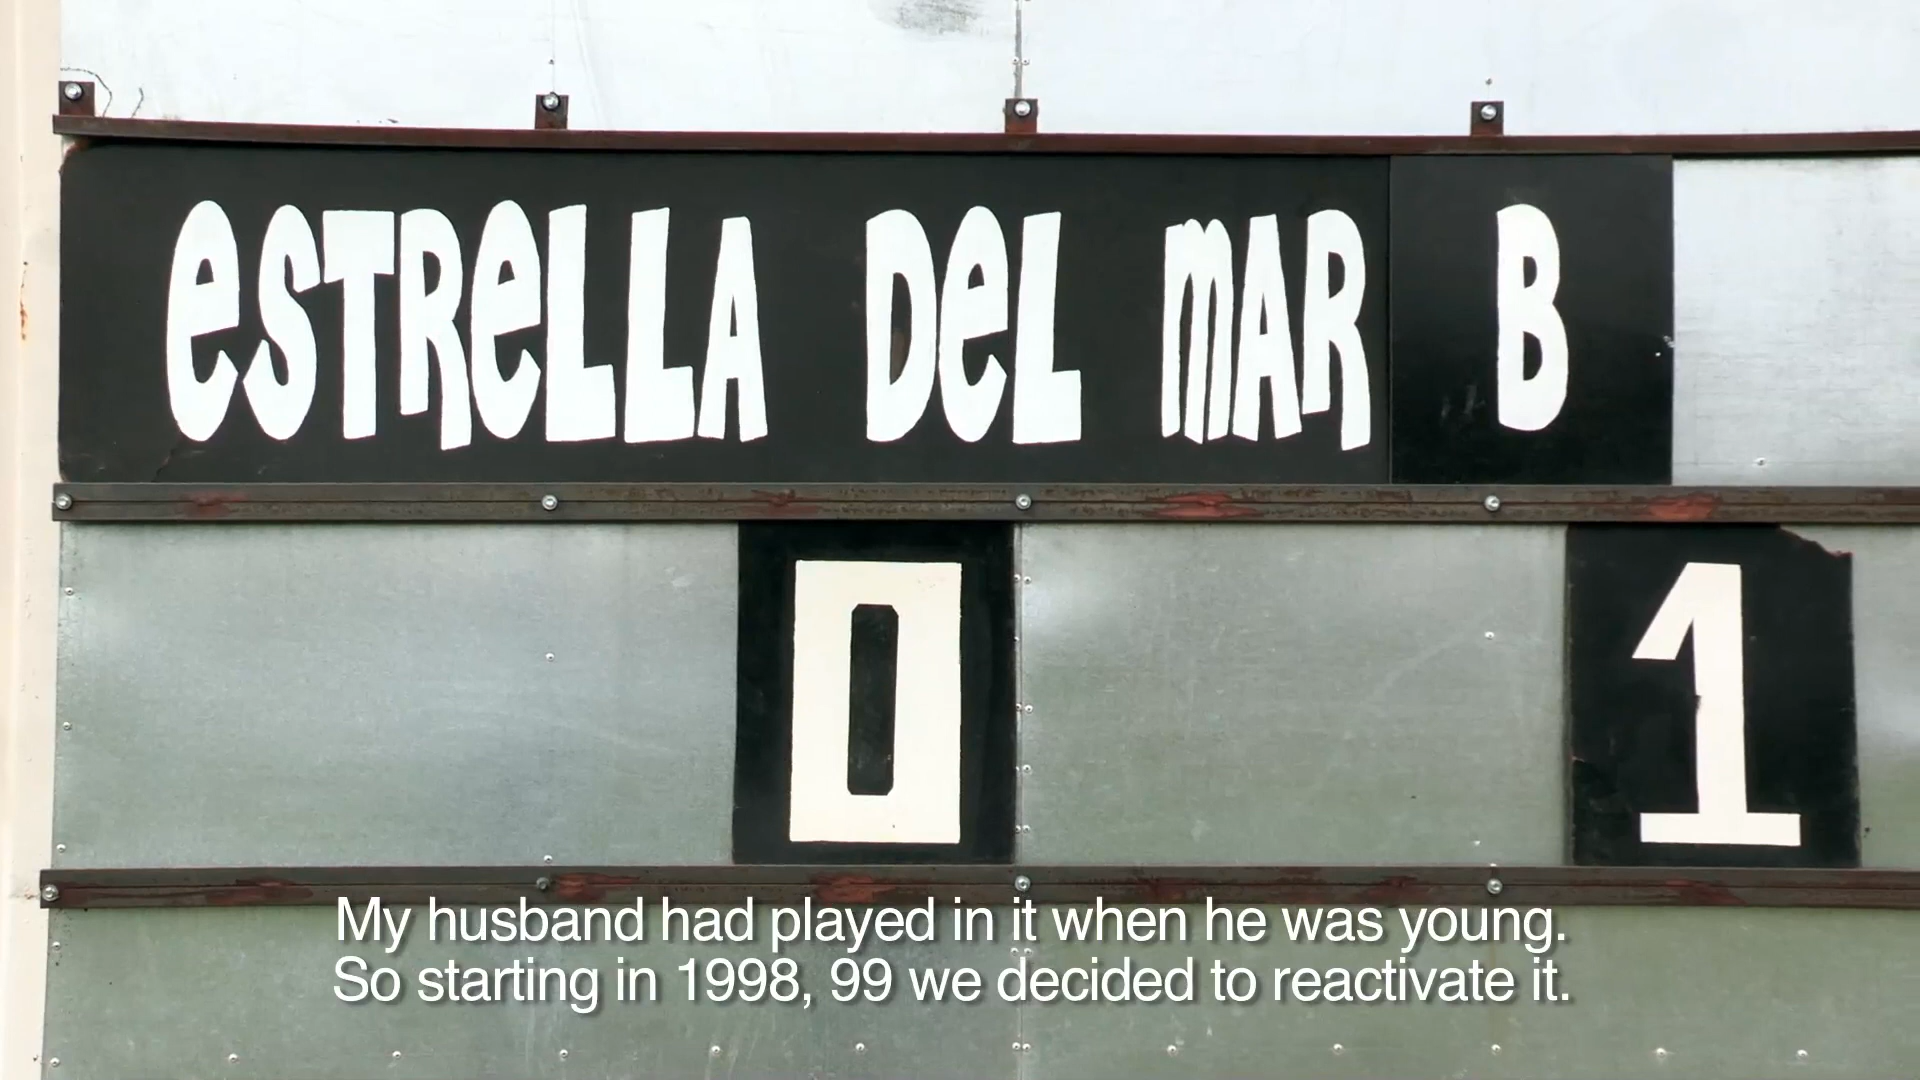 eSTReLLA DeL mAR B
0 1
My husband had played in it when he was young.
So starting in 1998, 99 we decided to reactivate it.